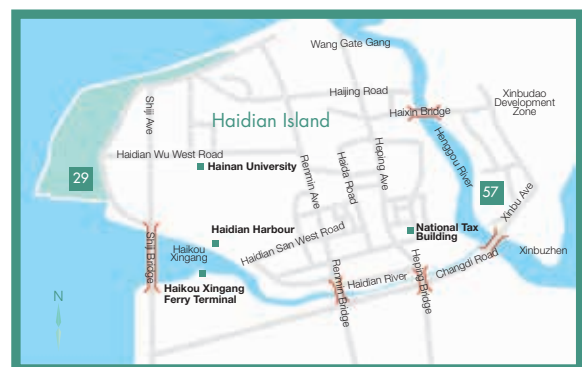 Wang Gate Gang
Haijing Road
Xinbudao
Development
Zone
Haixin Bridge
Shiji Ave
Haidian Island
Henggou River
Haidian Wu West Road
Hainan University
Renmin Ave
Haida Road
Heping Ave
29
57
Xinbu Ave
Haidian Harbour
Haidian San West Road
National Tax
Building
Shiji Bridge
Haikou
Xingang
Xinbuzhen
Haikou Xingang
Ferry Terminal
Haidian River
Changdi Road
Renmin Bridge
Heping Bridge
N